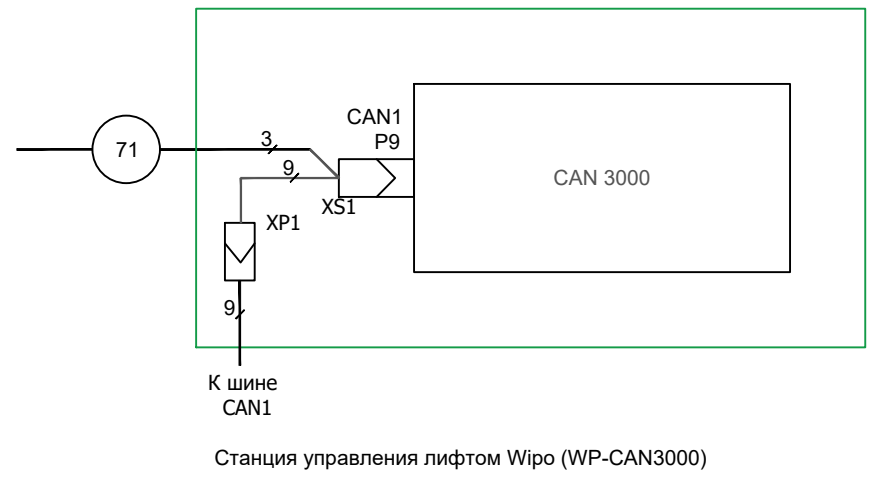 CAN1
P9
71
3
9
CAN 3000
XS1
XP1
9
К шине
CAN1
Станция управления лифтом Wipo (WP-CAN3000)